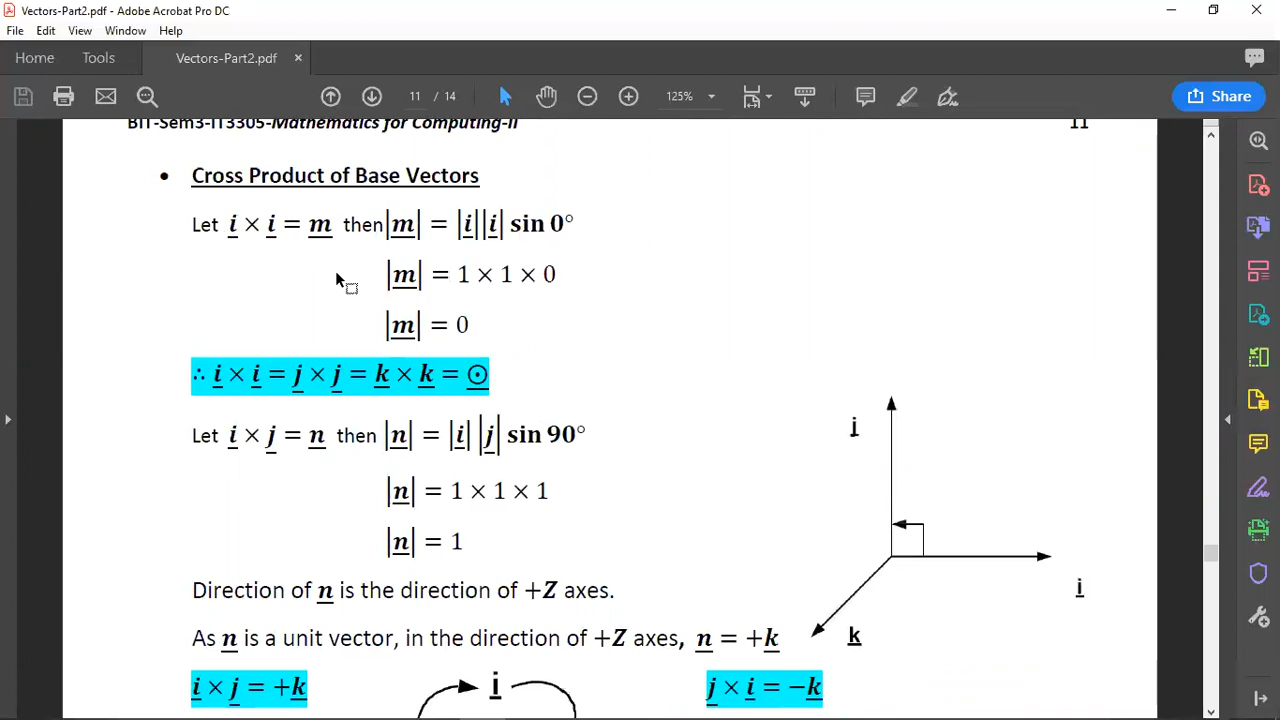 Vectors-Part2.pdf - Adobe Acrobat Pro DC
File Edit View Window Help
Home Tools Vectors-Part2.pdf ×
11 / 14 125% Share
BIT-Sem3-IT3305-Mathematics for Computing-II 11
• Cross Product of Base Vectors
Let i × i = m then |m| = |i||i| sin 0°
|m| = 1 × 1 × 0
|m| = 0
∴ i × i = j × j = k × k = ⊙
j
Let i × j = n then |n| = |i| |j| sin 90°
|n| = 1 × 1 × 1
|n| = 1
Direction of n is the direction of +Z axes.
i
As n is a unit vector, in the direction of +Z axes, n = +k
k
i × j = +k i j × i = −k